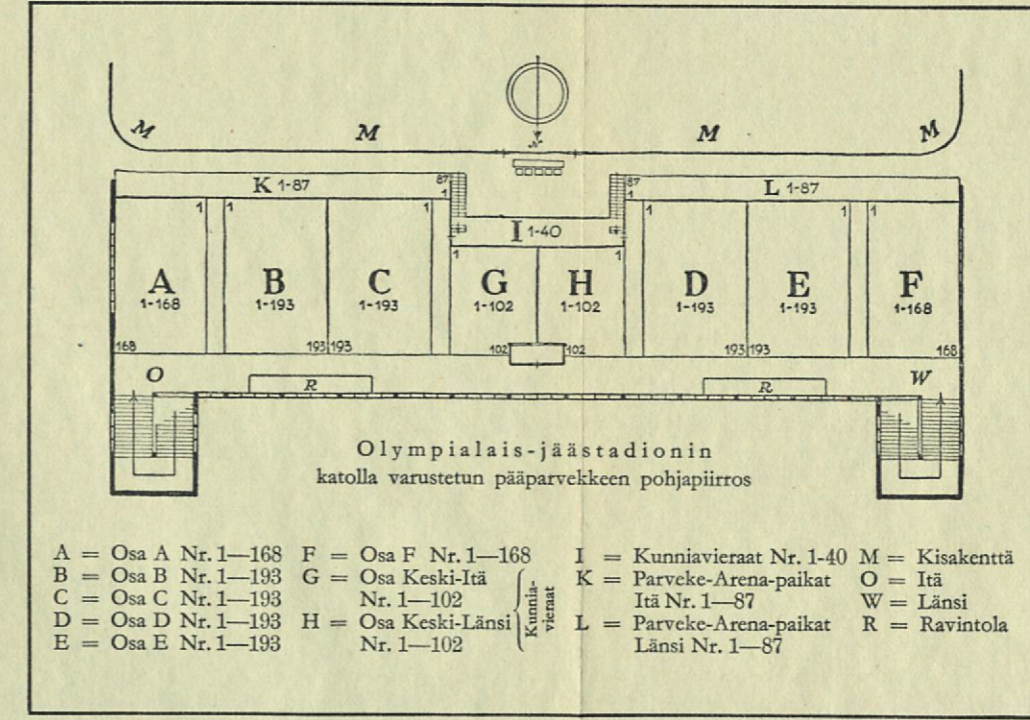 M M M M
N
K 1-87 87 87 L 1-87
1 1
1 1 1 I 1-40 1 1 1
1 1
A B C G H D E F
1-168 1-193 1-193 1-102 1-102 1-193 1-193 1-168
168 193 193 102 102 193 193 168
O R R W
Olympialais-jäästadionin
katolla varustetun pääparvekkeen pohjapiirros
A = Osa A Nr. 1—168
B = Osa B Nr. 1—193
C = Osa C Nr. 1—193
D = Osa D Nr. 1—193
E = Osa E Nr. 1—193
F = Osa F Nr. 1—168
G = Osa Keski-Itä
Nr. 1—102
H = Osa Keski-Länsi
Nr. 1—102
Kunnia-
vieraat
I = Kunniavieraat Nr. 1-40
K = Parveke-Arena-paikat
Itä Nr. 1—87
L = Parveke-Arena-paikat
Länsi Nr. 1—87
M = Kisakenttä
O = Itä
W = Länsi
R = Ravintola